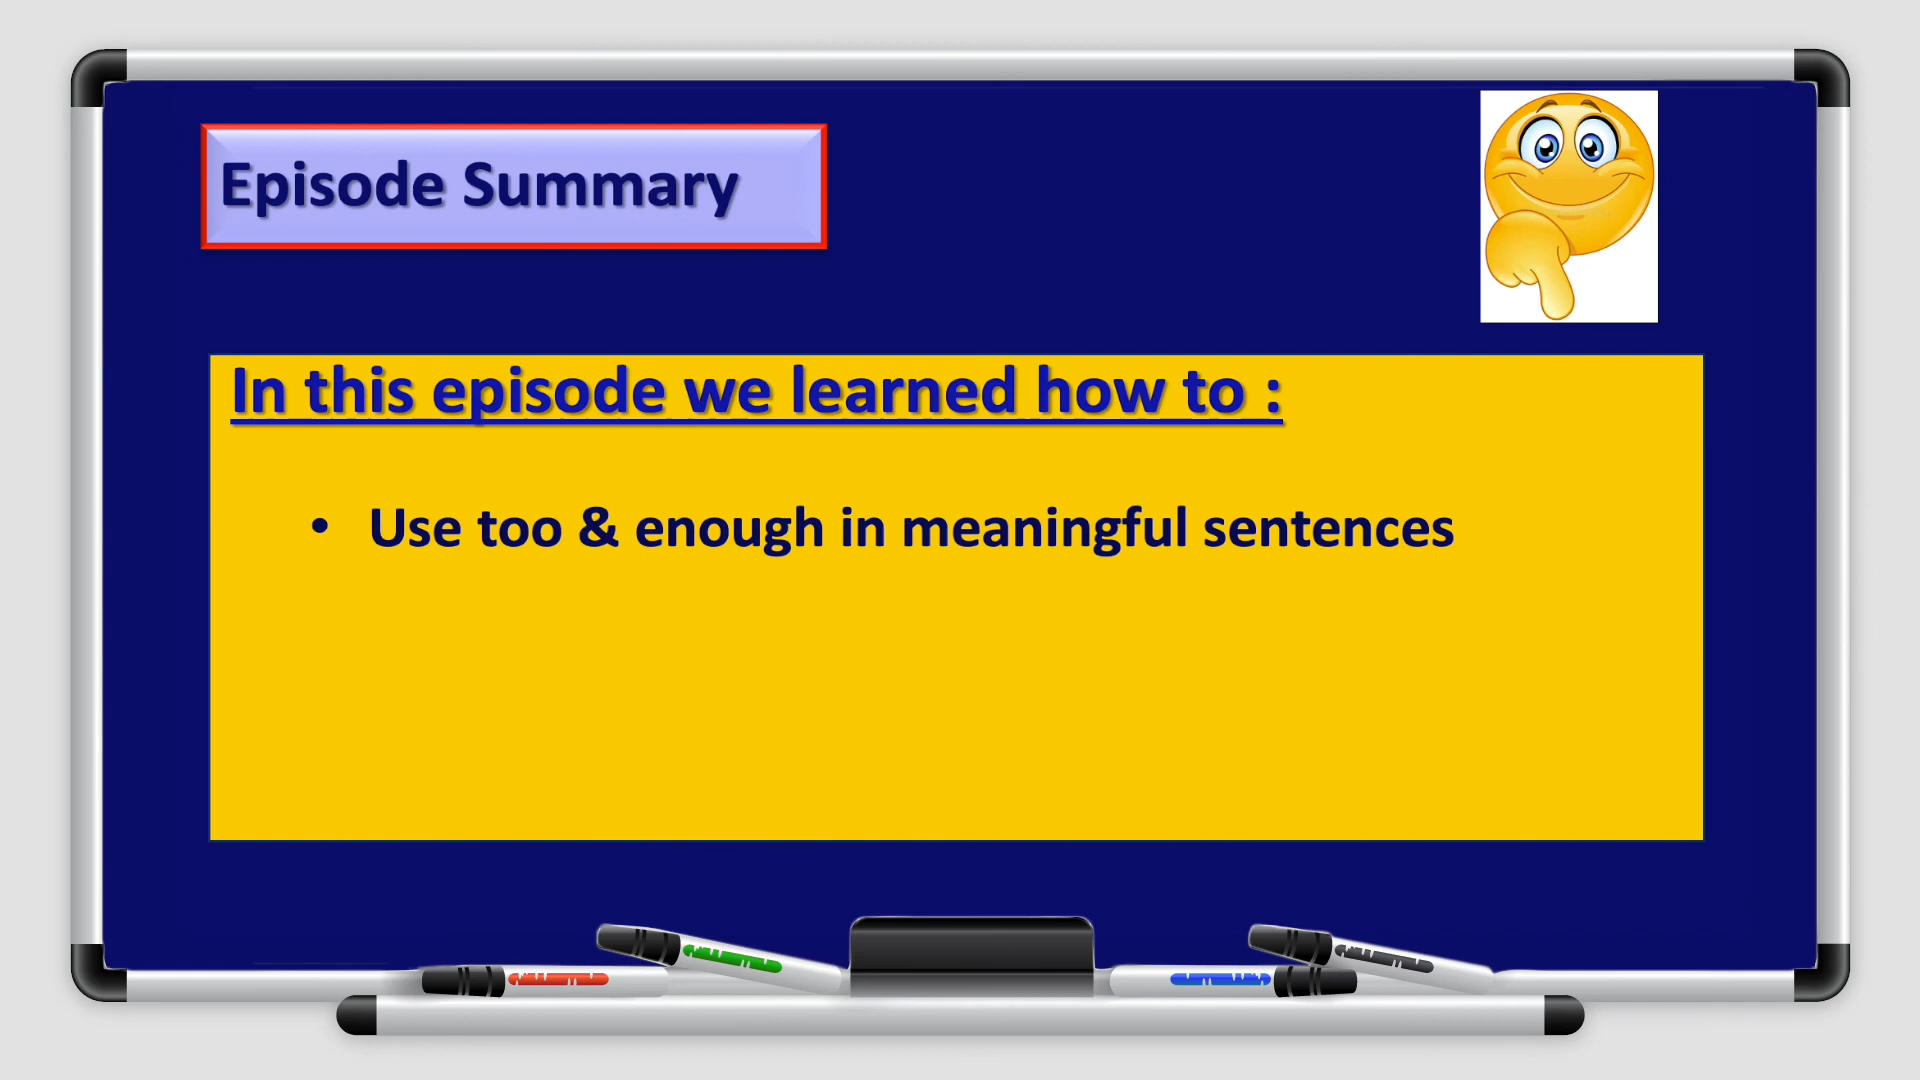 Episode Summary
In this episode we learned how to :
• Use too & enough in meaningful sentences